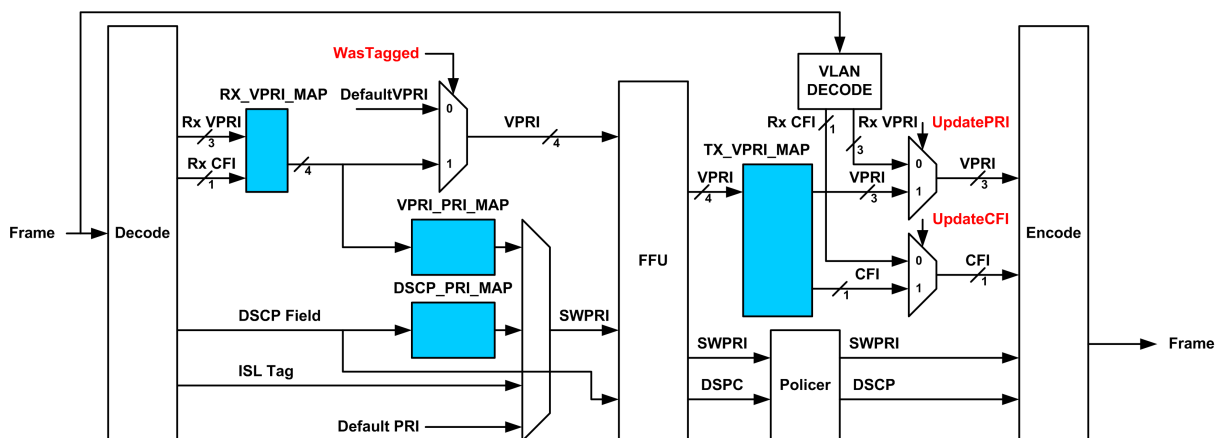 WasTagged
VLAN
DECODE
RX_VPRI_MAP
DefaultVPRI
0
1
Rx VPRI
3
Rx CFI
1
4
VPRI
4
Rx CFI
1
Rx VPRI
3
UpdatePRI
TX_VPRI_MAP
0
1
VPRI
3
VPRI
4
VPRI
3
VPRI_PRI_MAP
UpdateCFI
Frame
Decode
FFU
Encode
0
1
CFI
1
CFI
1
DSCP_PRI_MAP
DSCP Field
SWPRI
SWPRI
SWPRI
Frame
ISL Tag
DSPC
Policer
DSCP
Default PRI